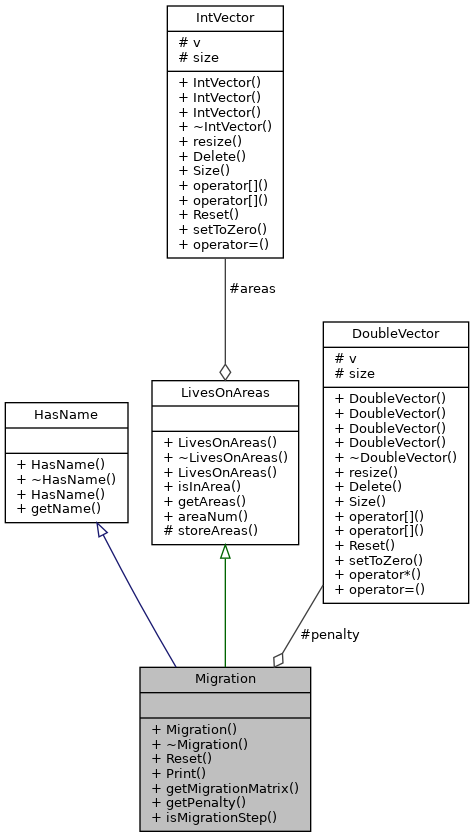 IntVector
# v
# size
+ IntVector()
+ IntVector()
+ IntVector()
+ ~IntVector()
+ resize()
+ Delete()
+ Size()
+ operator[]()
+ operator[]()
+ Reset()
+ setToZero()
+ operator=()
#areas
DoubleVector
# v
# size
+ DoubleVector()
+ DoubleVector()
+ DoubleVector()
+ DoubleVector()
+ ~DoubleVector()
+ resize()
+ Delete()
+ Size()
+ operator[]()
+ operator[]()
+ Reset()
+ setToZero()
+ operator*()
+ operator=()
LivesOnAreas
+ LivesOnAreas()
+ ~LivesOnAreas()
+ LivesOnAreas()
+ isInArea()
+ getAreas()
+ areaNum()
# storeAreas()
HasName
+ HasName()
+ ~HasName()
+ HasName()
+ getName()
#penalty
Migration
+ Migration()
+ ~Migration()
+ Reset()
+ Print()
+ getMigrationMatrix()
+ getPenalty()
+ isMigrationStep()